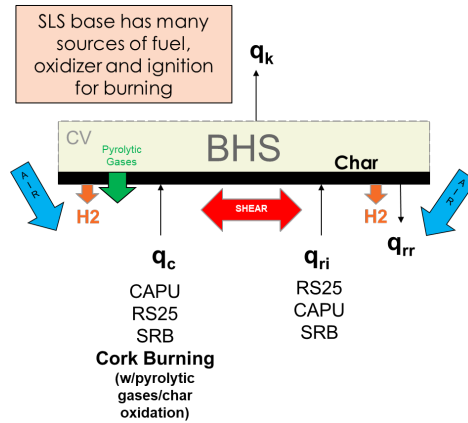 SLS base has many
sources of fuel,
oxidizer and ignition
for burning
qk
CV
Pyrolytic
Gases
BHS
Char
AIR
H2
SHEAR
H2
AIR
qrr
qc
qri
CAPU
RS25
SRB
Cork Burning
(w/pyrolytic
gases/char
oxidation)
RS25
CAPU
SRB